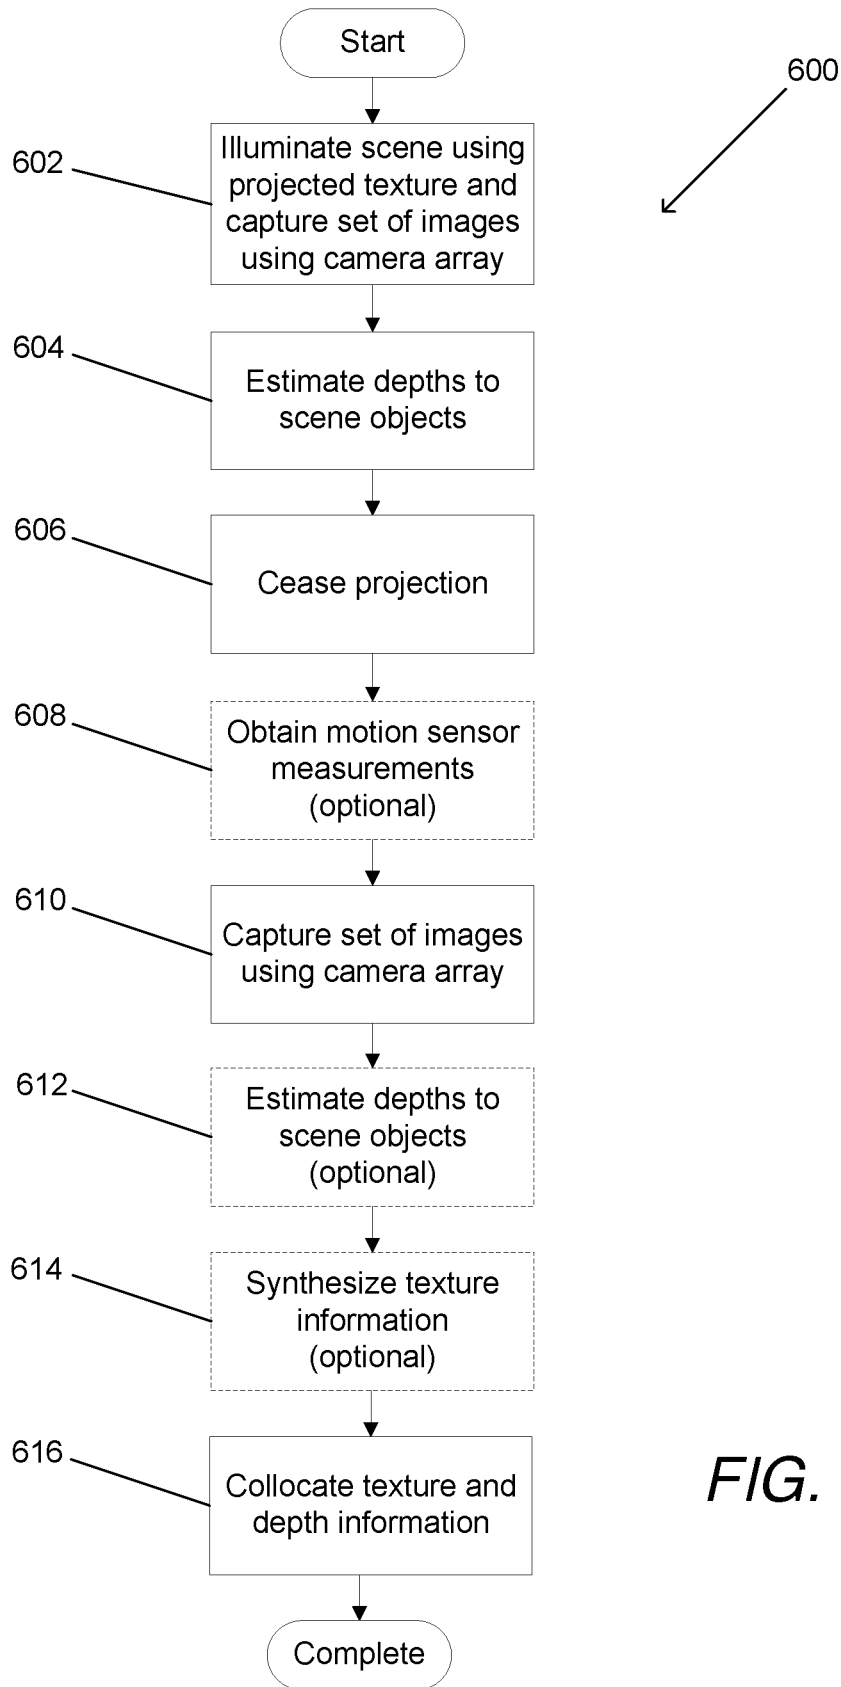 Start
600
602
Illuminate scene using
projected texture and
capture set of images
using camera array
604
Estimate depths to
scene objects
606
Cease projection
608
Obtain motion sensor
measurements
(optional)
610
Capture set of images
using camera array
612
Estimate depths to
scene objects
(optional)
614
Synthesize texture
information
(optional)
616
Collocate texture and
depth information
FIG.
Complete